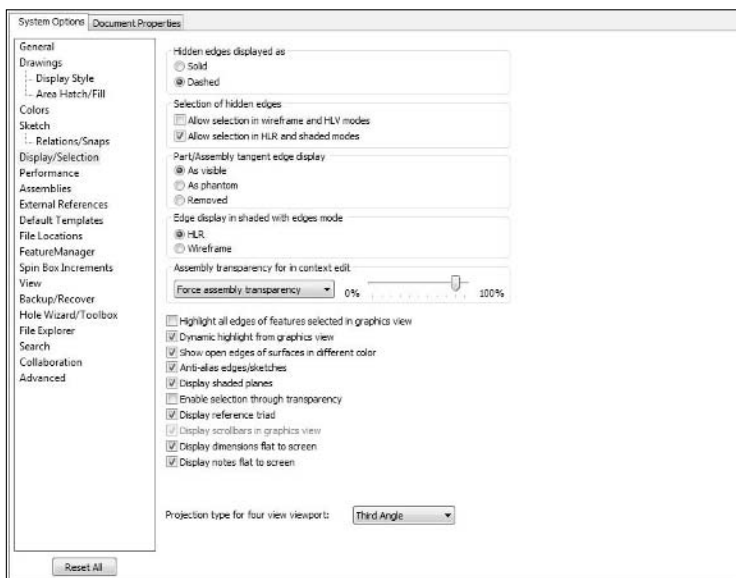 System Options
Document Properties
General
Drawings
Display Style
Area Hatch/Fill
Colors
Sketch
Relations/Snaps
Display/Selection
Performance
Assemblies
External References
Default Templates
File Locations
FeatureManager
Spin Box Increments
View
Backup/Recover
Hole Wizard/Toolbox
File Explorer
Search
Collaboration
Advanced
Reset All
Hidden edges displayed as
Solid
Dashed
Selection of hidden edges
Allow selection in wireframe and HLV modes
Allow selection in HLR and shaded modes
Part/Assembly tangent edge display
As visible
As phantom
Removed
Edge display in shaded with edges mode
HLR
Wireframe
Assembly transparency for in context edit
Force assembly transparency 0% 100%
Highlight all edges of features selected in graphics view
Dynamic highlight from graphics view
Show open edges of surfaces in different color
Anti-alias edges/sketches
Display shaded planes
Enable selection through transparency
Display reference triad
Display scrollbars in graphics view
Display dimensions flat to screen
Display notes flat to screen
Projection type for four view viewport: Third Angle